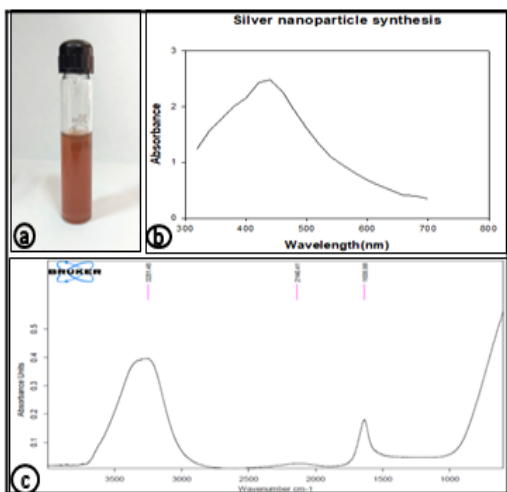 Silver nanoparticle synthesis
3
2
1
0
Absorbance
300 400 500 600 700 800
Wavelength(nm)
a
b
BRUKER
0.5
0.4
0.3
0.2
0.1
Absorbance Units
3500 3000 2500 2000 1500 1000
Wavenumber cm-1
c